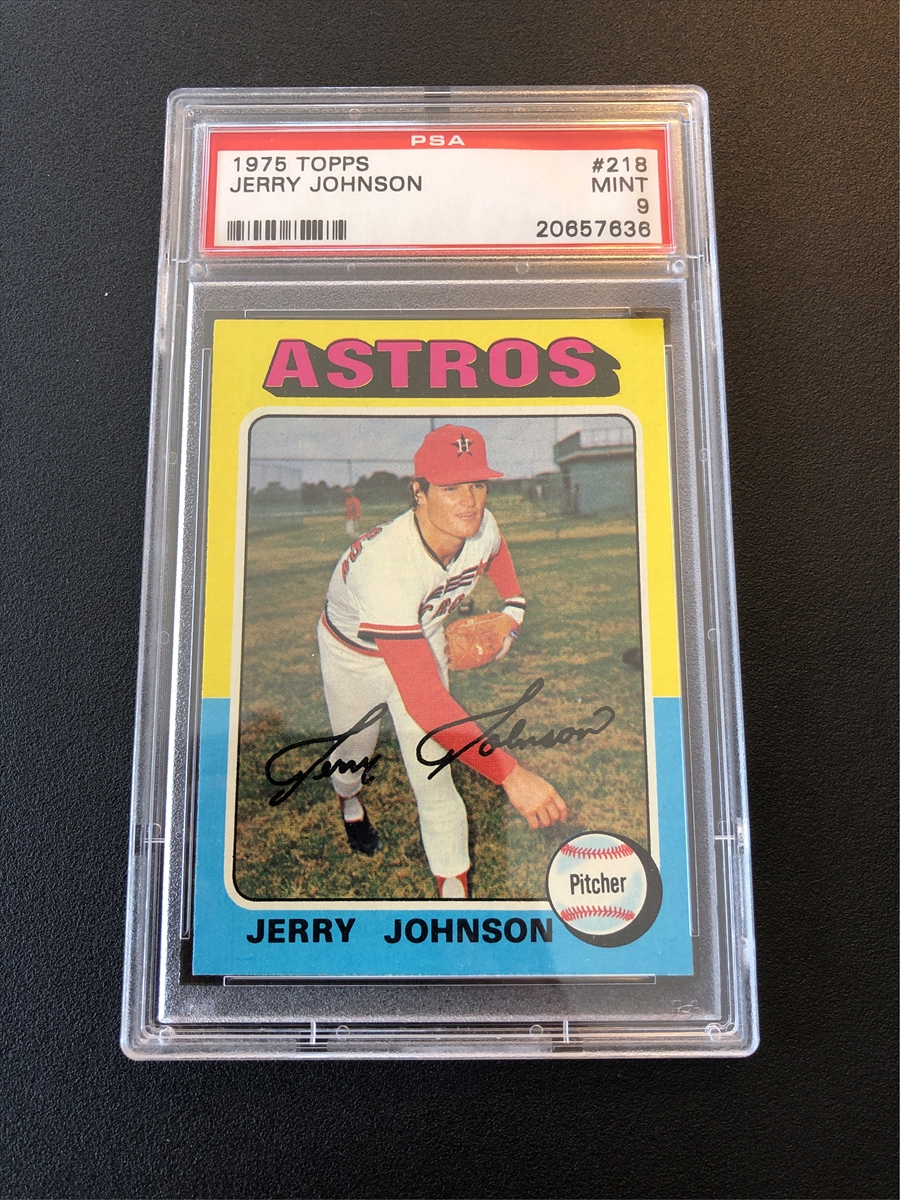 PSA
1975 TOPPS #218
JERRY JOHNSON MINT
9
20657636
ASTROS
H
Jerry Johnson
Pitcher
JERRY JOHNSON